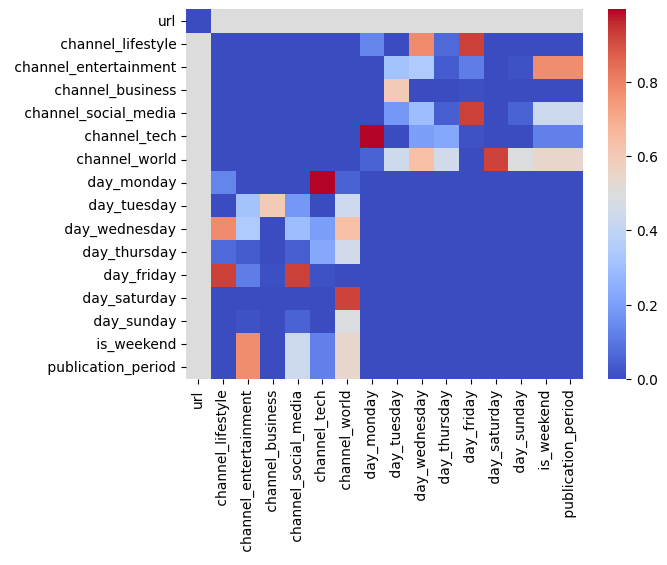 url
channel_lifestyle
channel_entertainment
channel_business
channel_social_media
channel_tech
channel_world
day_monday
day_tuesday
day_wednesday
day_thursday
day_friday
day_saturday
day_sunday
is_weekend
publication_period
url
channel_lifestyle
channel_entertainment
channel_business
channel_social_media
channel_tech
channel_world
day_monday
day_tuesday
day_wednesday
day_thursday
day_friday
day_saturday
day_sunday
is_weekend
publication_period
0.8
0.6
0.4
0.2
0.0